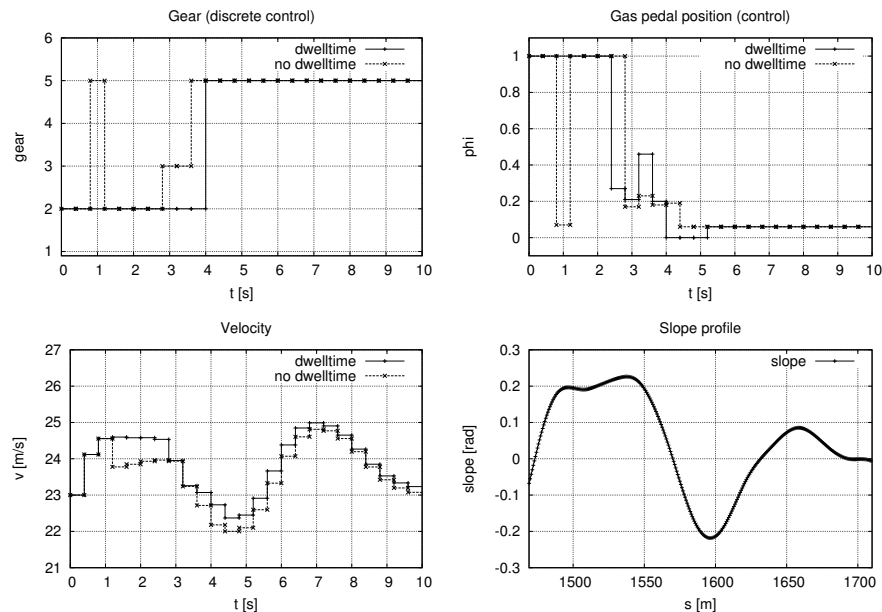 Gear (discrete control)
6
5
4
3
2
1
gear
0 1 2 3 4 5 6 7 8 9 10
t [s]
dwelltime
no dwelltime
Gas pedal position (control)
1
0.8
0.6
0.4
0.2
0
phi
0 1 2 3 4 5 6 7 8 9 10
t [s]
dwelltime
no dwelltime
Velocity
27
26
25
24
23
22
21
v [m/s]
0 1 2 3 4 5 6 7 8 9 10
t [s]
dwelltime
no dwelltime
Slope profile
0.3
0.2
0.1
0
-0.1
-0.2
-0.3
slope [rad]
1500 1550 1600 1650 1700
s [m]
slope